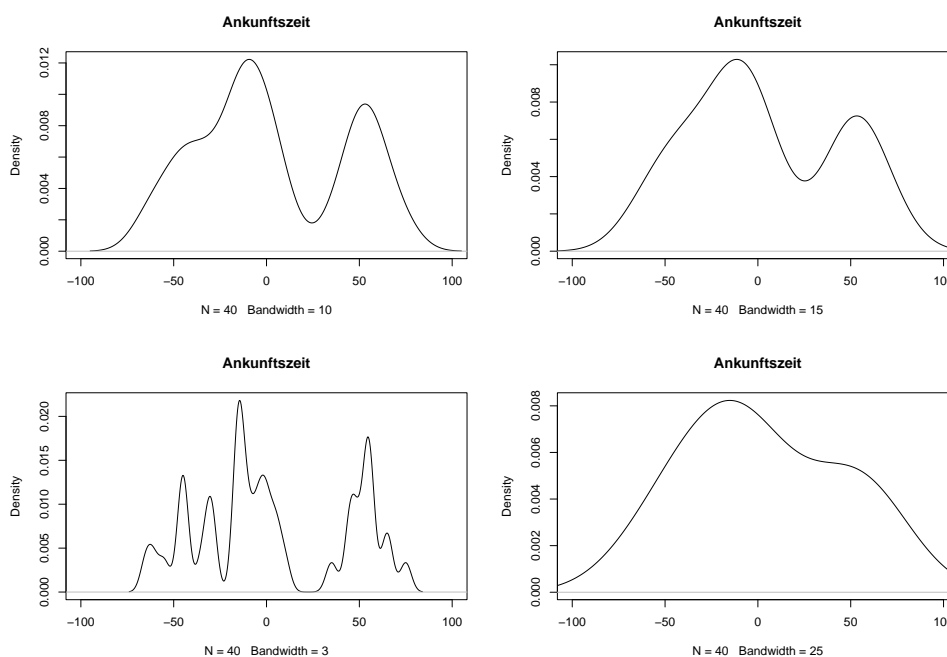 Ankunftszeit
Density
0.000 0.004 0.008 0.012
−100 −50 0 50 100
N = 40 Bandwidth = 10
Ankunftszeit
Density
0.000 0.004 0.008
−100 −50 0 50
N = 40 Bandwidth = 15
Ankunftszeit
Density
0.000 0.005 0.010 0.015 0.020
−100 −50 0 50 100
N = 40 Bandwidth = 3
Ankunftszeit
Density
0.000 0.002 0.004 0.006 0.008
−100 −50 0 50
N = 40 Bandwidth = 25